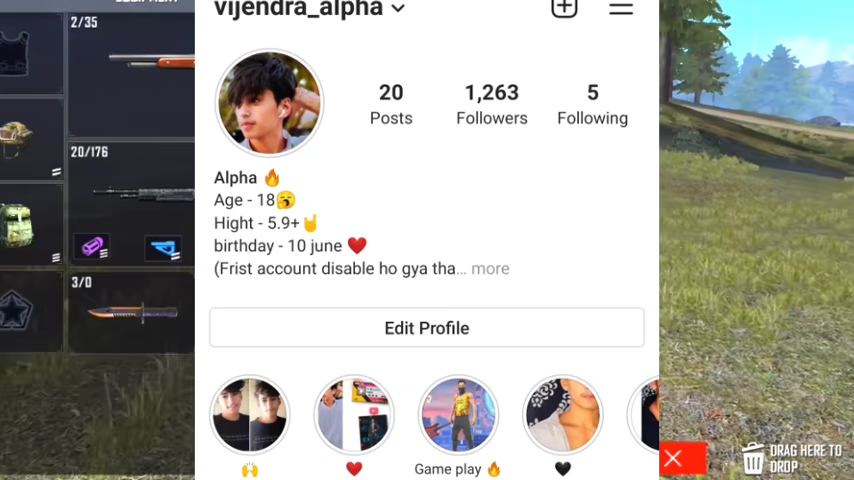 2/35
20/176
3/0
vijendra_alpha
20
Posts
1,263
Followers
5
Following
Alpha 🔥
Age - 18😵
Hight - 5.9+🤘
birthday - 10 june ❤️
(Frist account disable ho gya tha... more
Edit Profile
🙌
❤️
Game play 🔥
🖤
DRAG HERE TO
DROP